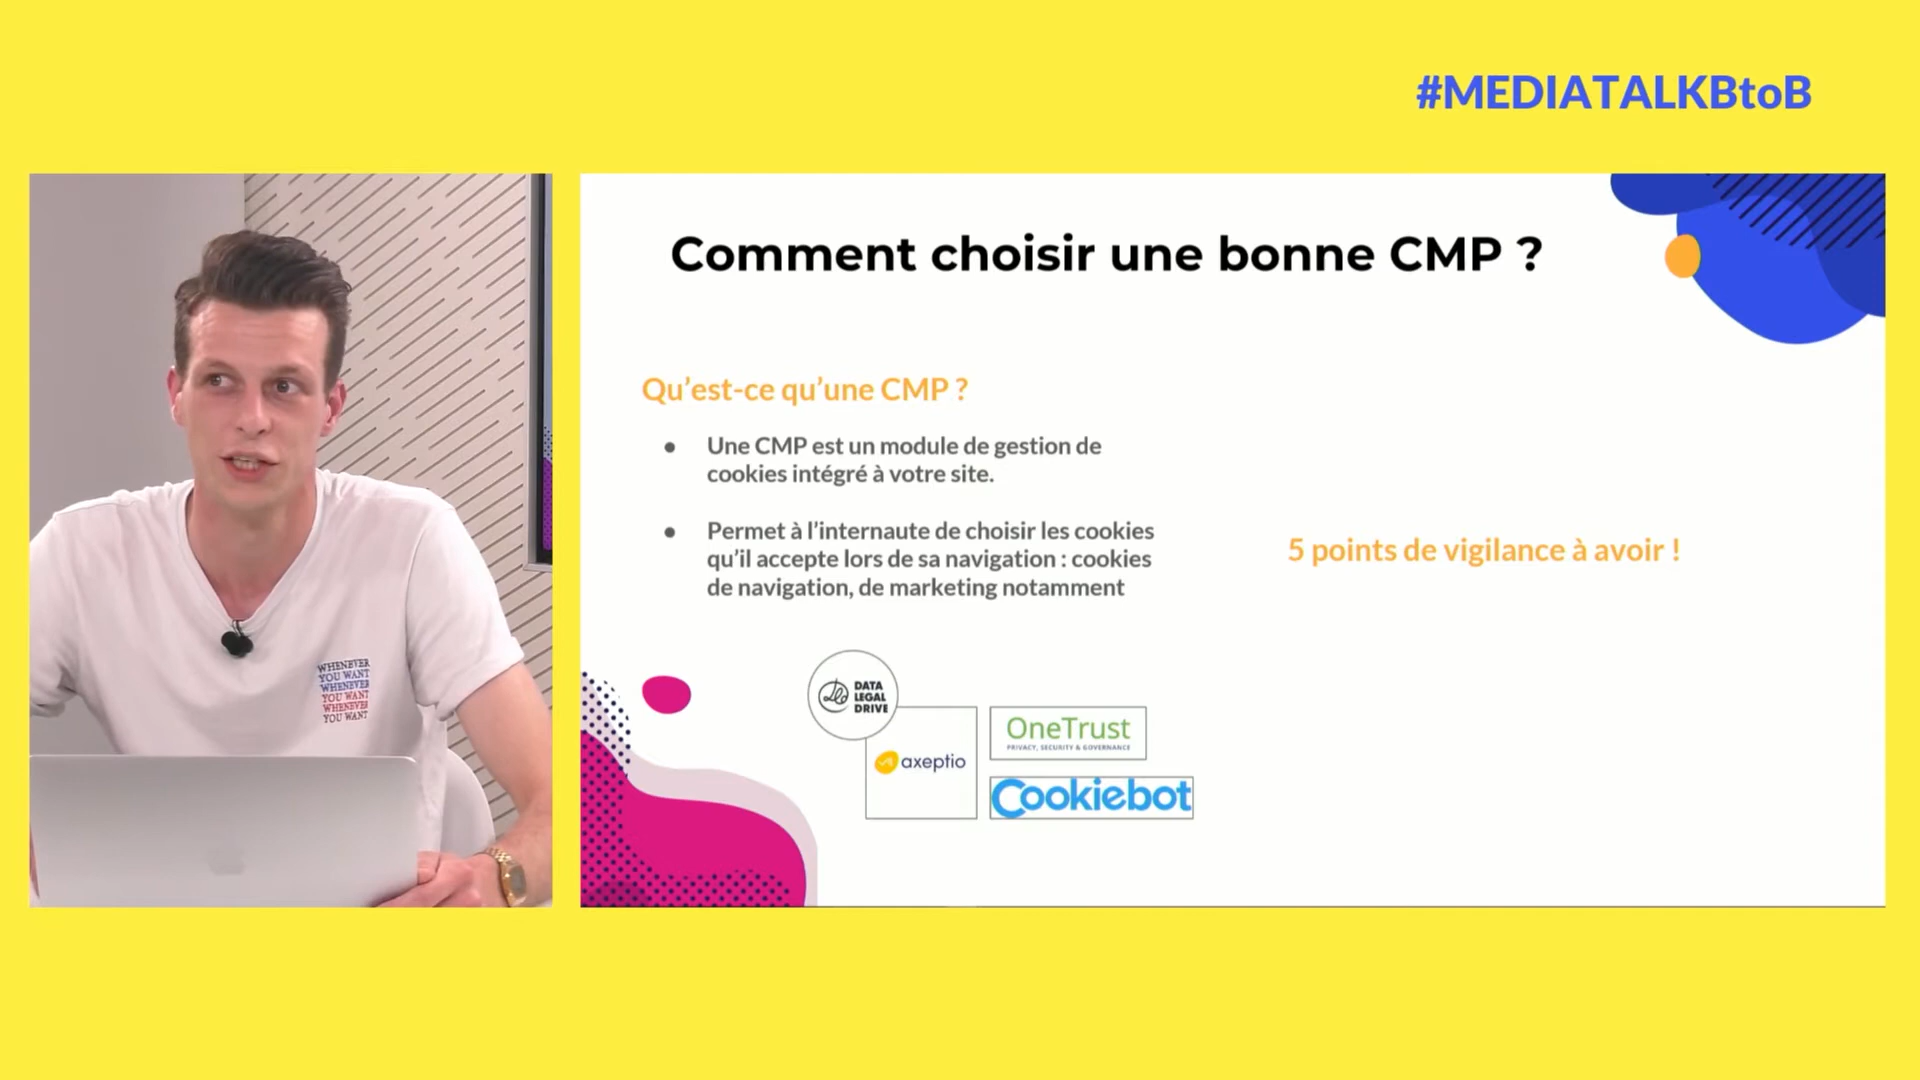 #MEDIATALKBtoB
Comment choisir une bonne CMP ?
Qu'est-ce qu'une CMP ?
● Une CMP est un module de gestion de
cookies intégré à votre site.
● Permet à l'internaute de choisir les cookies
qu'il accepte lors de sa navigation : cookies
de navigation, de marketing notamment
5 points de vigilance à avoir !
DATA
LEGAL
DRIVE
axeptio
OneTrust
PRIVACY, SECURITY & GOVERNANCE
Cookiebot
WHENEVER
YOU WANT
WHENEVER
YOU WANT
WHENEVER
YOU WANT